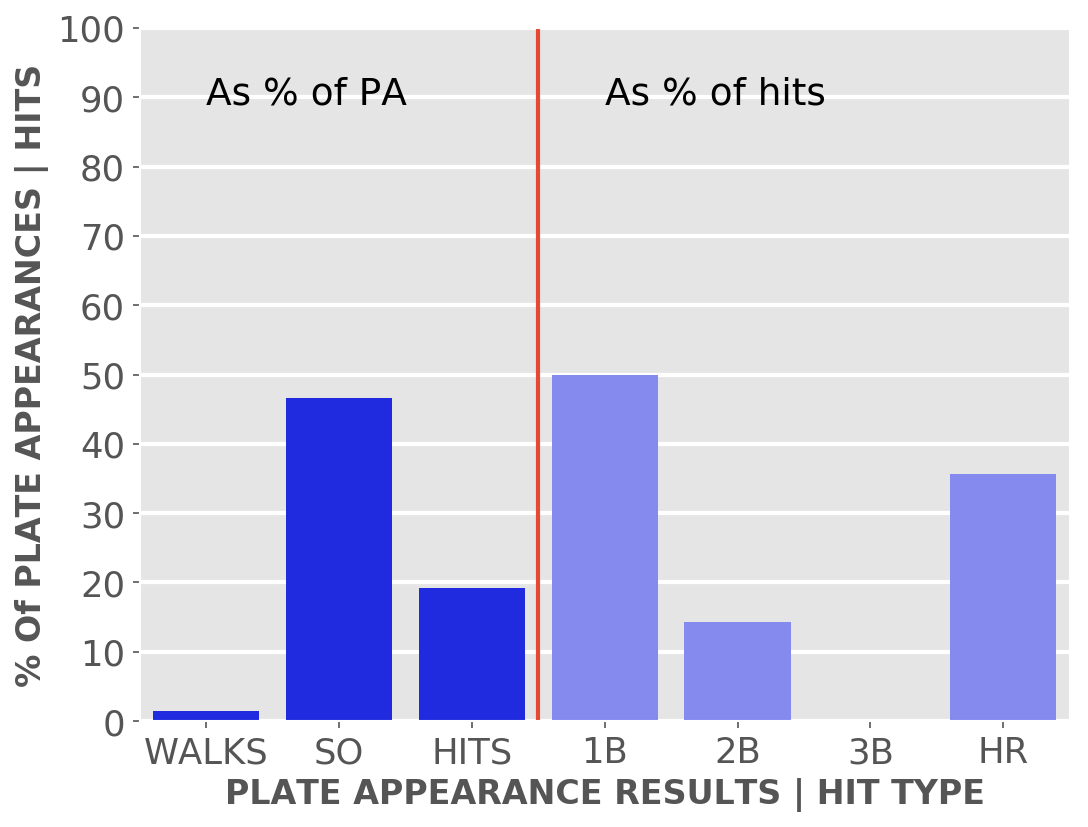 % Of PLATE APPEARANCES | HITS
100
90
80
70
60
50
40
30
20
10
0
As % of PA
As % of hits
WALKS SO HITS 1B 2B 3B HR
PLATE APPEARANCE RESULTS | HIT TYPE